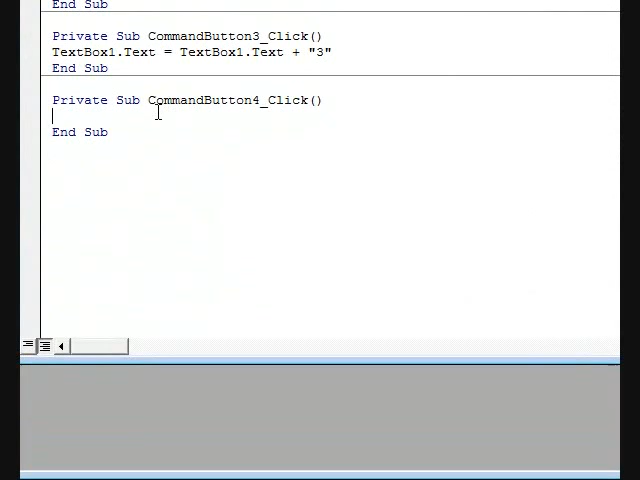 End Sub
Private Sub CommandButton3_Click()
TextBox1.Text = TextBox1.Text + "3"
End Sub
Private Sub CommandButton4_Click()
End Sub